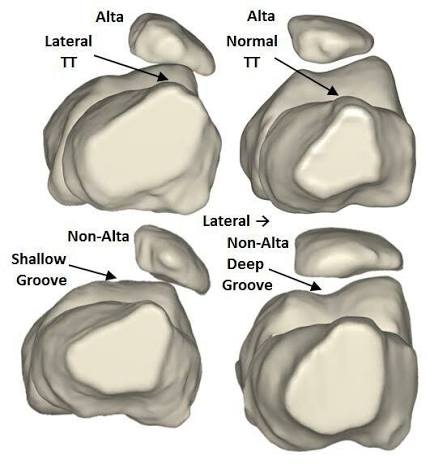 Alta
Lateral
TT
Alta
Normal
TT
Lateral →
Non-Alta
Shallow
Groove
Non-Alta
Deep
Groove